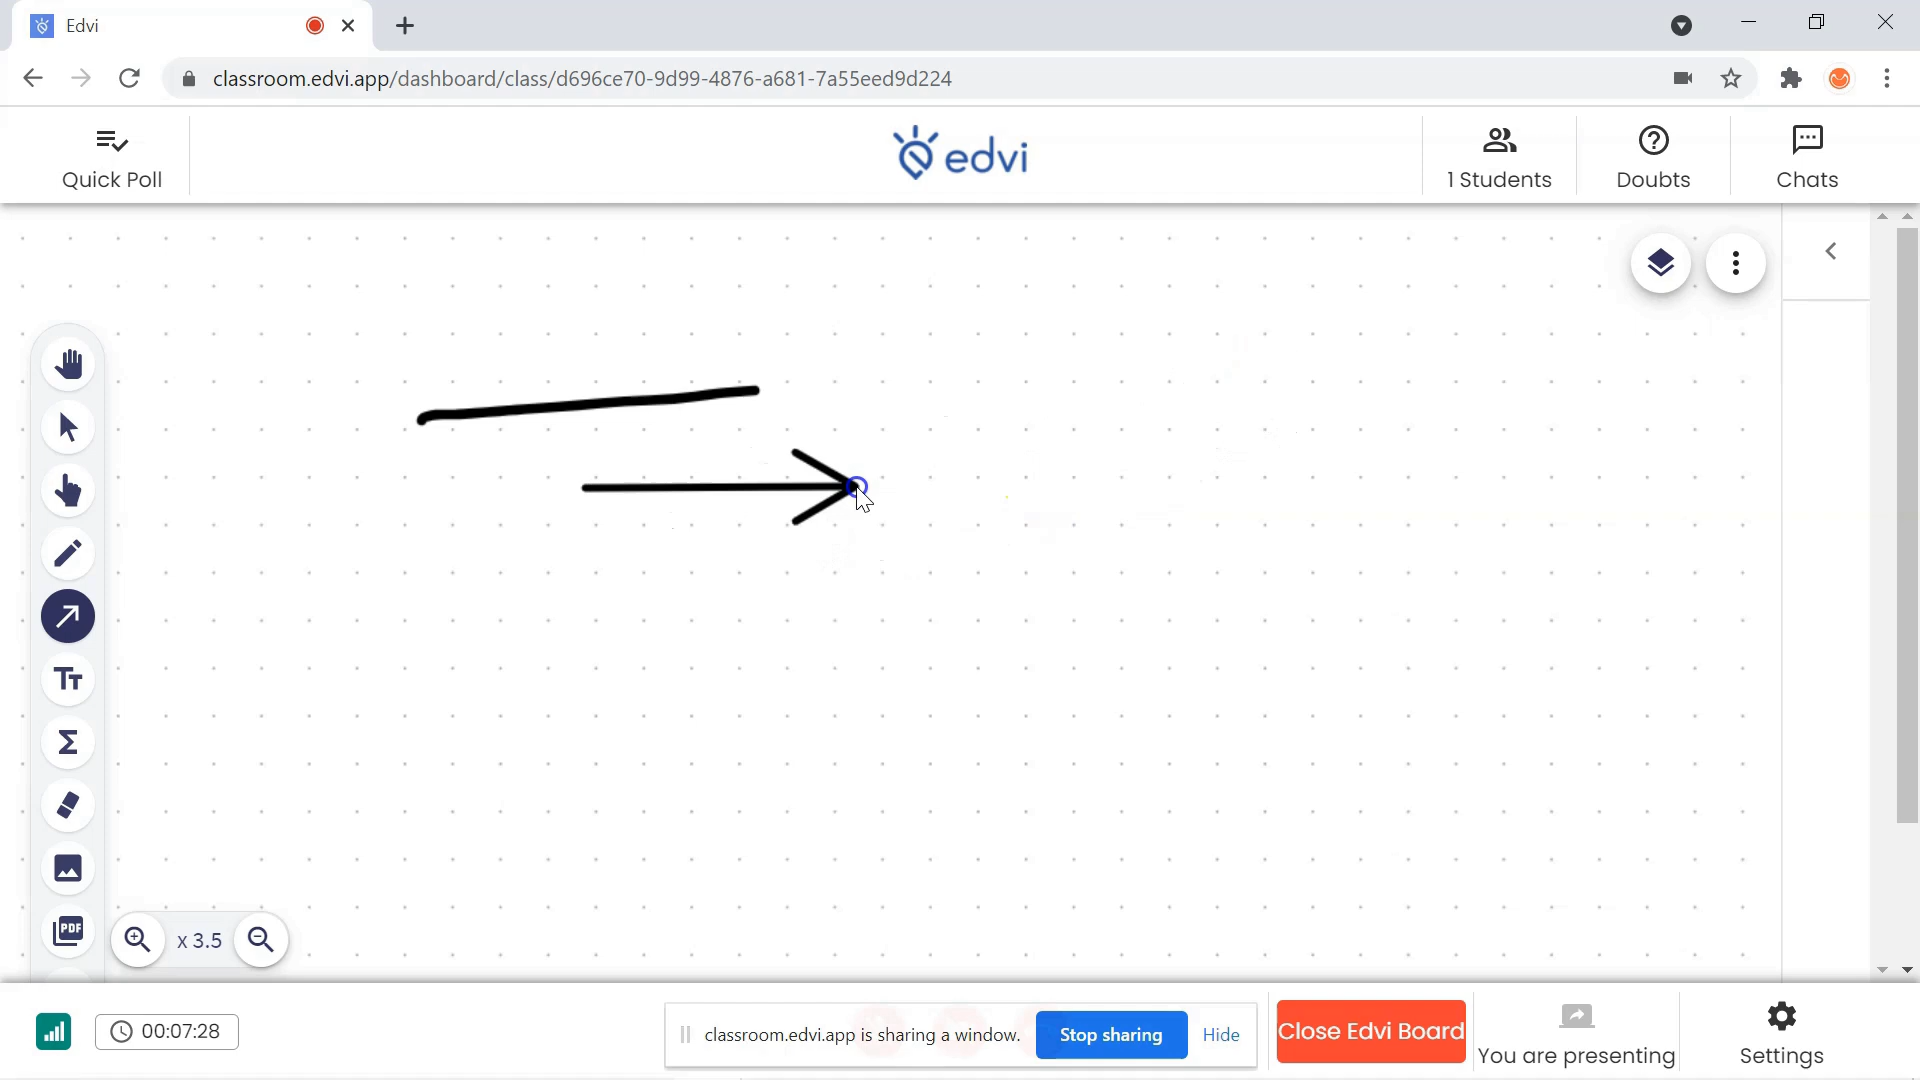 Edvi
classroom.edvi.app/dashboard/class/d696ce70-9d99-4876-a681-7a55eed9d224
Quick Poll
edvi
1 Students
Doubts
Chats
TT
Σ
PDF
x 3.5
00:07:28
classroom.edvi.app is sharing a window.
Stop sharing
Hide
Close Edvi Board
You are presenting
Settings